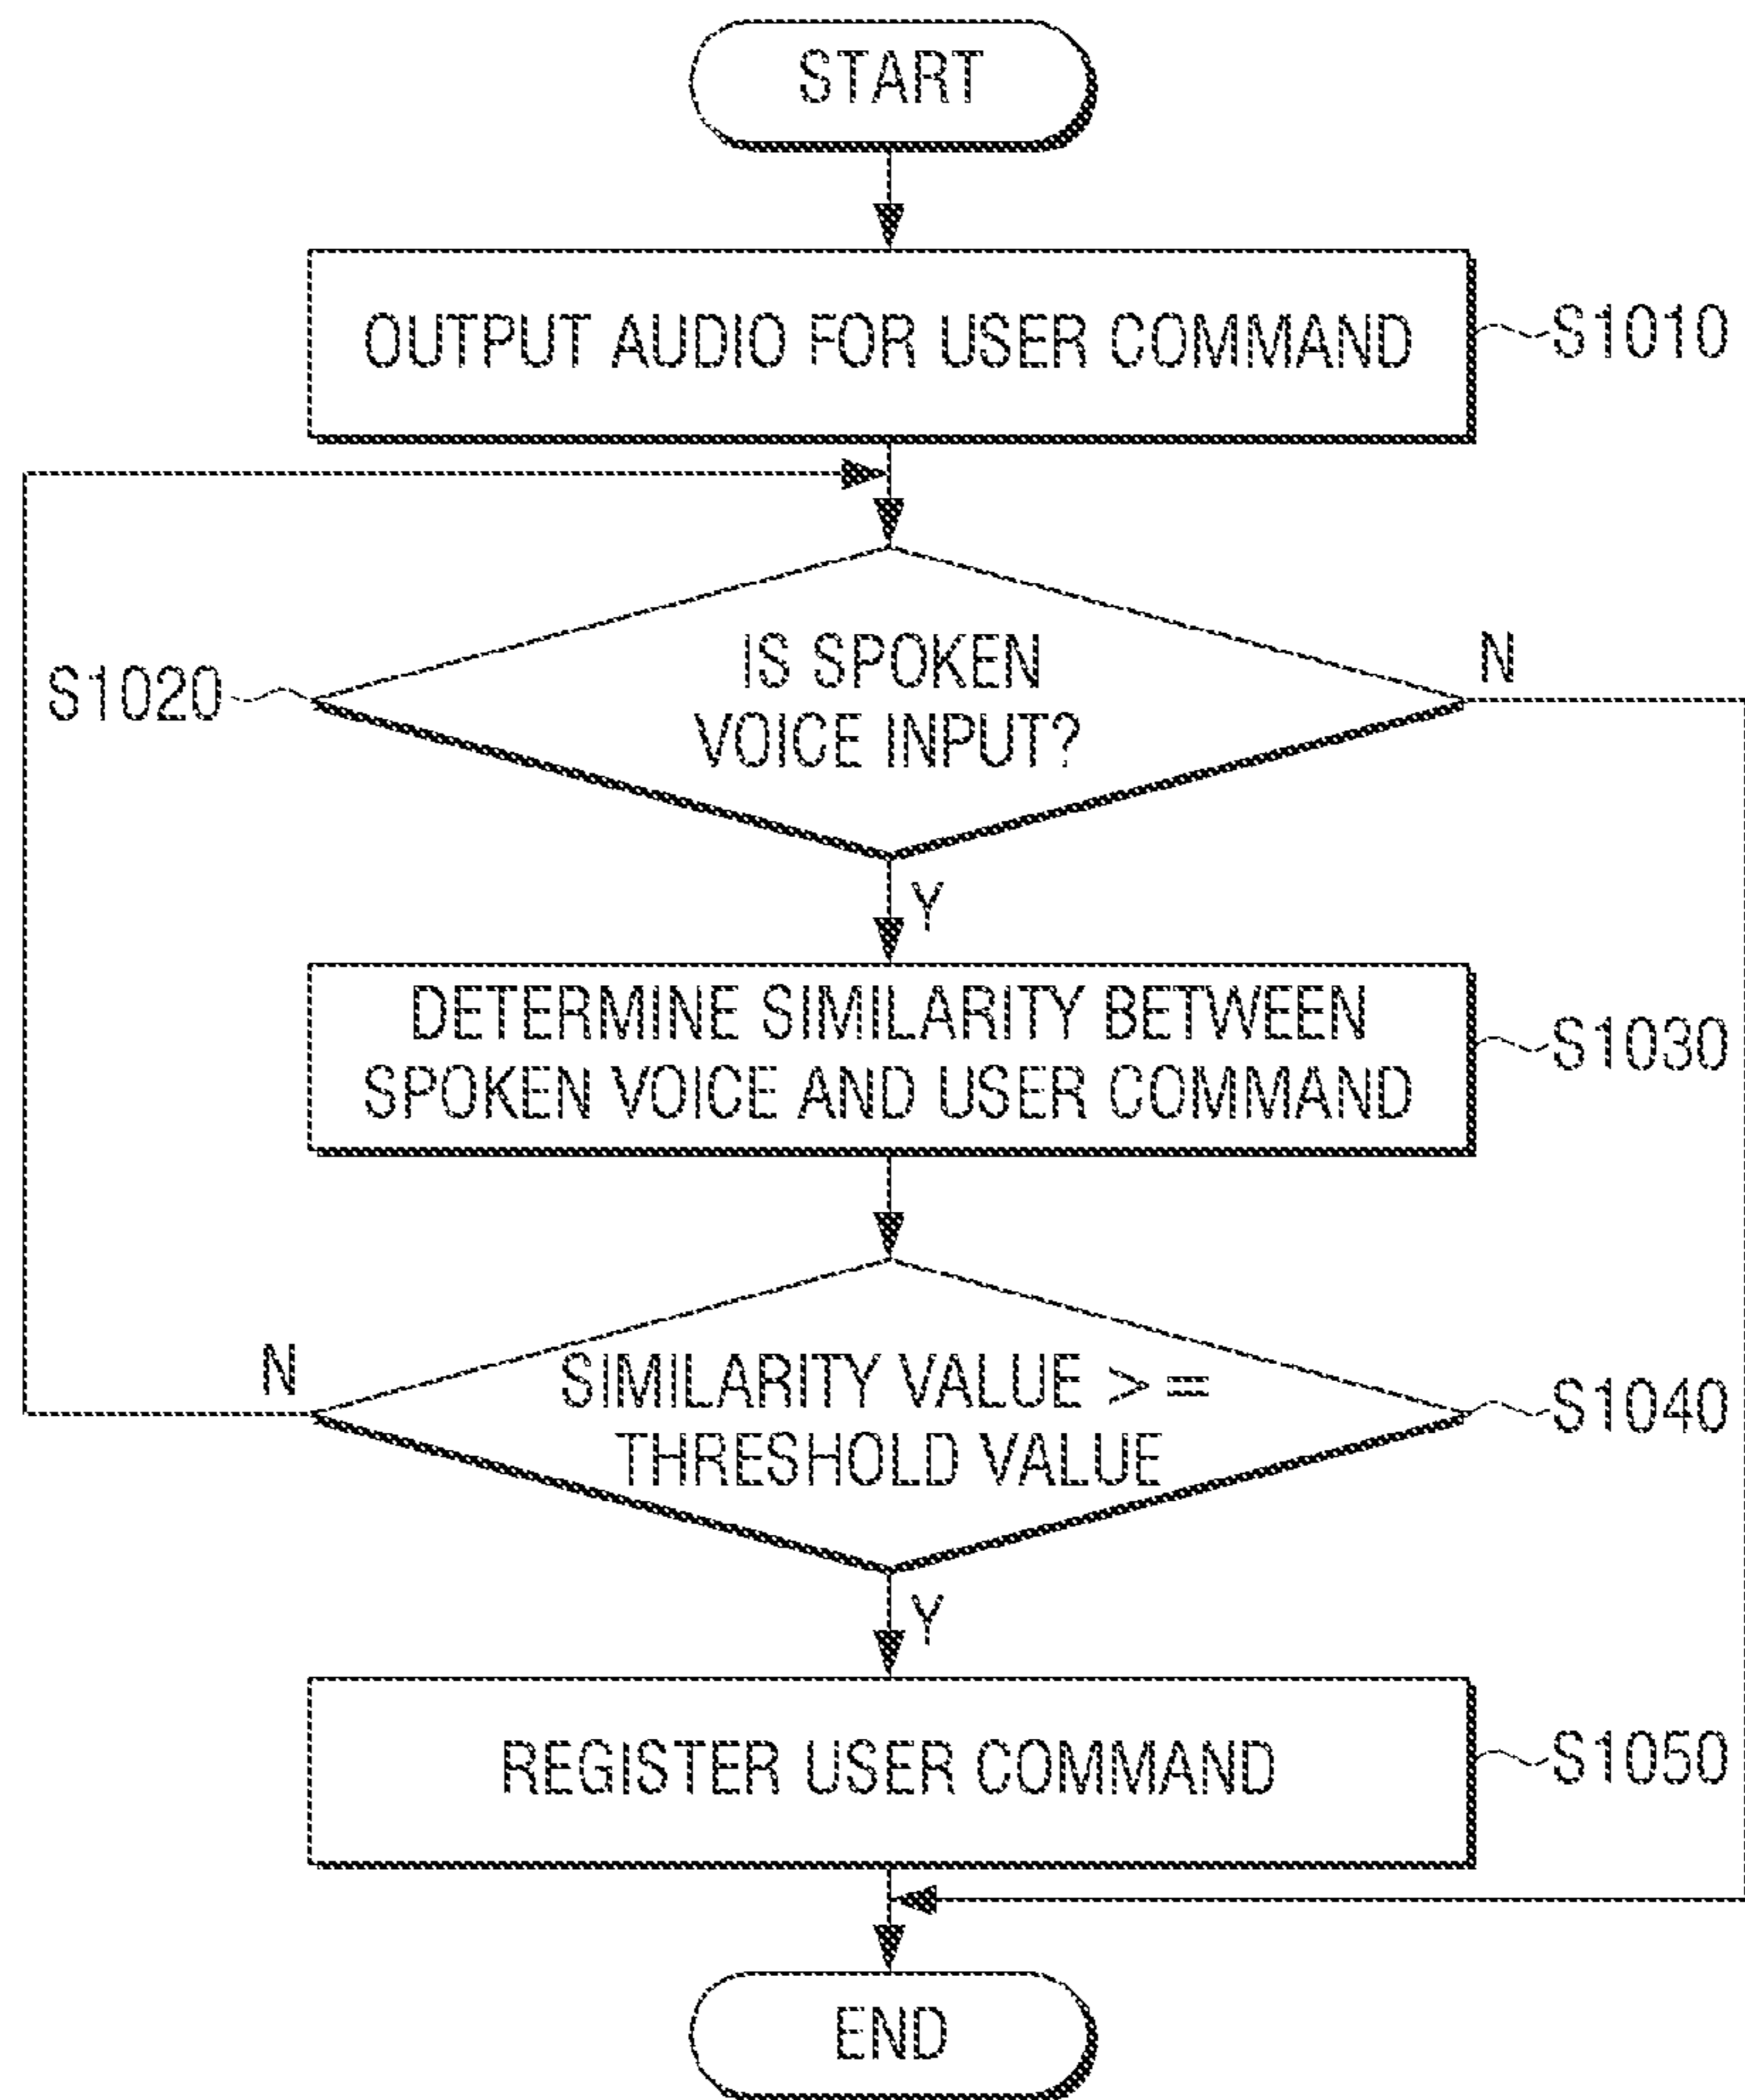 START
OUTPUT AUDIO FOR USER COMMAND
S1010
IS SPOKEN
VOICE INPUT?
N
S1020
Y
DETERMINE SIMILARITY BETWEEN
SPOKEN VOICE AND USER COMMAND
S1030
N
SIMILARITY VALUE > =
THRESHOLD VALUE
S1040
Y
REGISTER USER COMMAND
S1050
END